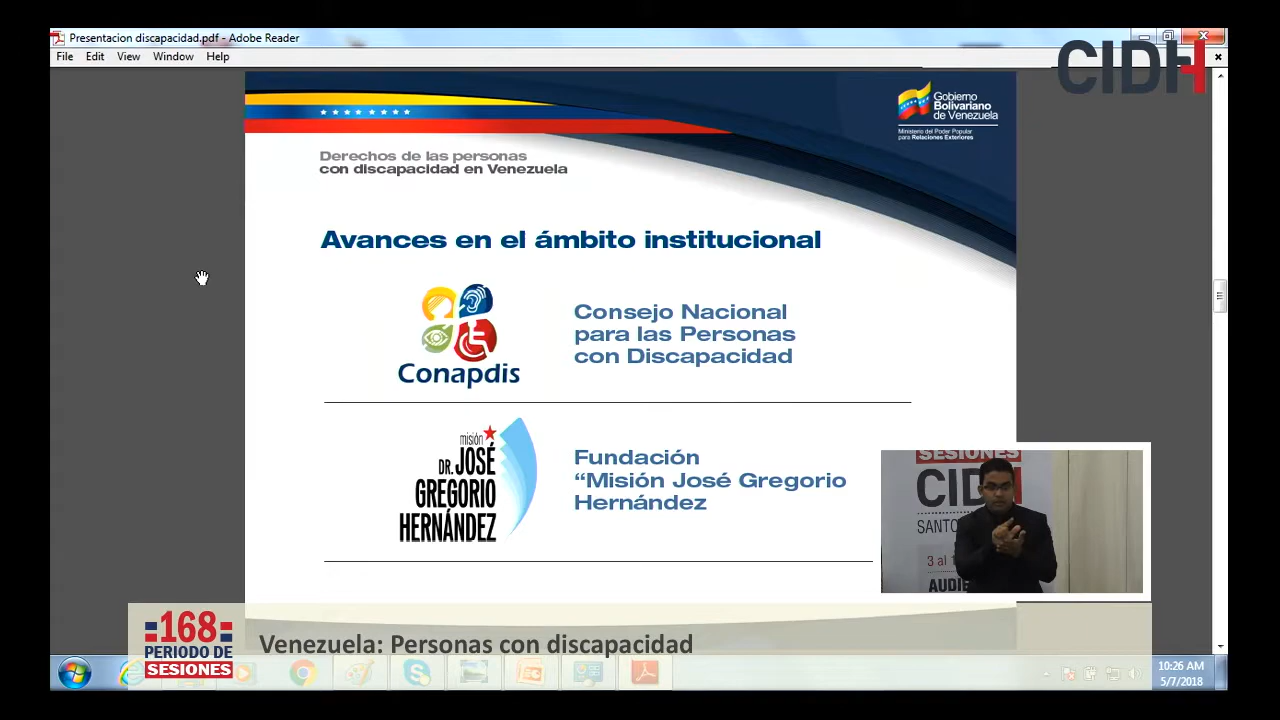 Presentacion discapacidad.pdf - Adobe Reader
File Edit View Window Help
CIDH
Gobierno
Bolivariano
de Venezuela
Ministerio del Poder Popular
para Relaciones Exteriores
Derechos de las personas
con discapacidad en Venezuela
Avances en el ámbito institucional
Conapdis
Consejo Nacional
para las Personas
con Discapacidad
misión
DR. JOSÉ
GREGORIO
HERNÁNDEZ
Fundación
“Misión José Gregorio
Hernández
SESIONES
CIDH
SANTO
3 al
AUDIE
168
PERIODO DE
SESIONES
Venezuela: Personas con discapacidad
10:26 AM
5/7/2018